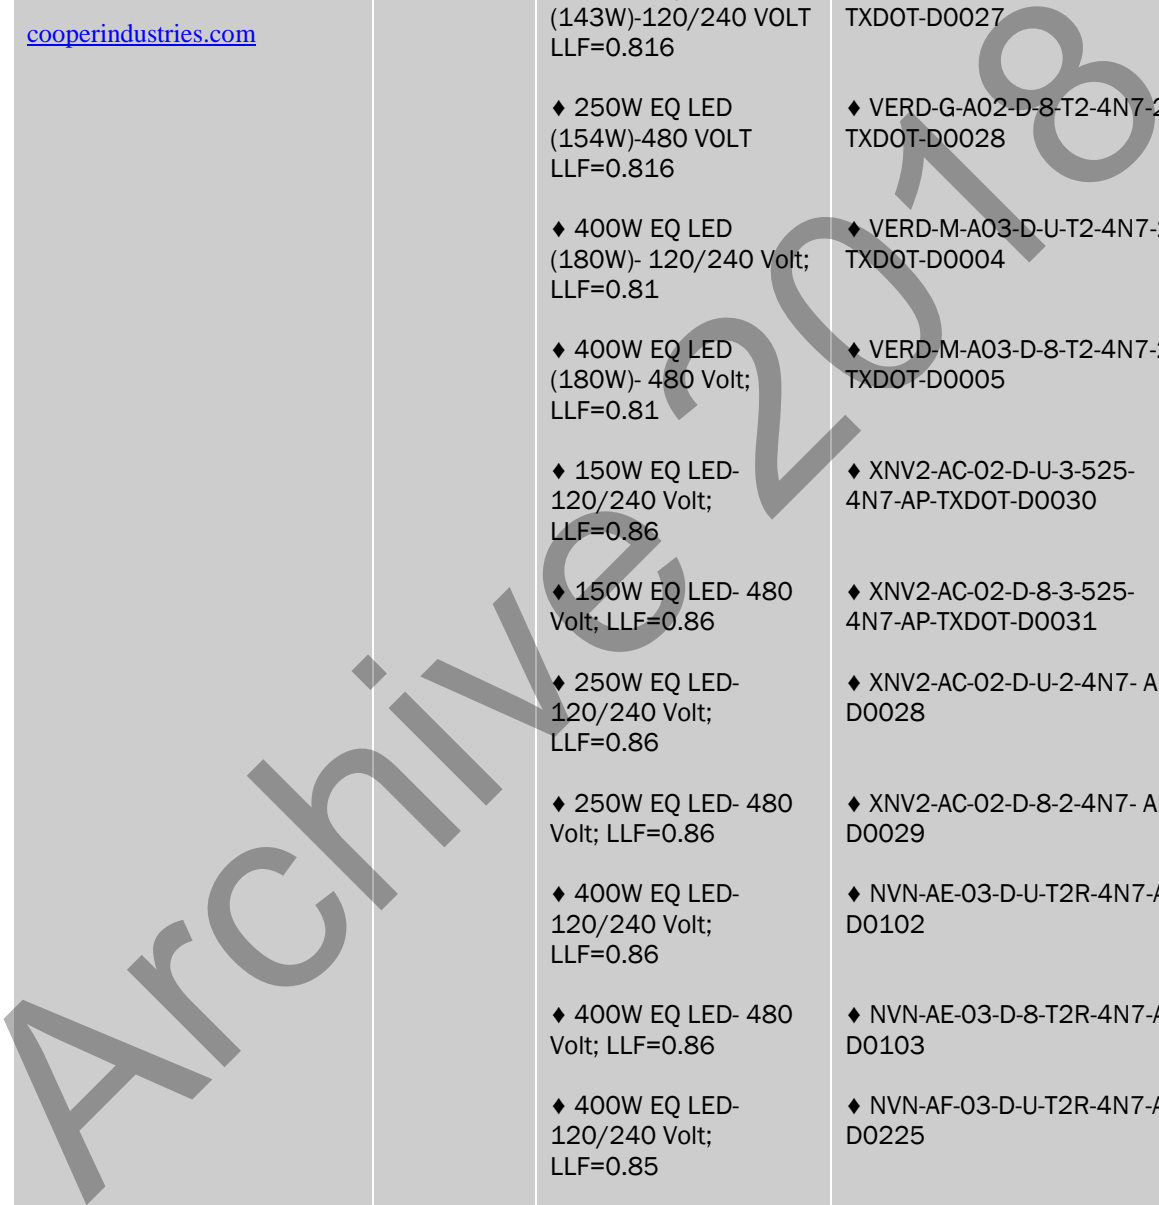 cooperindustries.com
(143W)-120/240 VOLT
LLF=0.816
TXDOT-D0027
♦ 250W EQ LED
(154W)-480 VOLT
LLF=0.816
♦ VERD-G-A02-D-8-T2-4N7-2
TXDOT-D0028
♦ 400W EQ LED
(180W)- 120/240 Volt;
LLF=0.81
♦ VERD-M-A03-D-U-T2-4N7-
TXDOT-D0004
♦ 400W EQ LED
(180W)- 480 Volt;
LLF=0.81
♦ VERD-M-A03-D-8-T2-4N7-
TXDOT-D0005
♦ 150W EQ LED-
120/240 Volt;
LLF=0.86
♦ XNV2-AC-02-D-U-3-525-
4N7-AP-TXDOT-D0030
♦ 150W EQ LED- 480
Volt; LLF=0.86
♦ XNV2-AC-02-D-8-3-525-
4N7-AP-TXDOT-D0031
♦ 250W EQ LED-
120/240 Volt;
LLF=0.86
♦ XNV2-AC-02-D-U-2-4N7- A
D0028
♦ 250W EQ LED- 480
Volt; LLF=0.86
♦ XNV2-AC-02-D-8-2-4N7- A
D0029
♦ 400W EQ LED-
120/240 Volt;
LLF=0.86
♦ NVN-AE-03-D-U-T2R-4N7-A
D0102
♦ 400W EQ LED- 480
Volt; LLF=0.86
♦ NVN-AE-03-D-8-T2R-4N7-A
D0103
♦ 400W EQ LED-
120/240 Volt;
LLF=0.85
♦ NVN-AF-03-D-U-T2R-4N7-A
D0225
Archive 2018